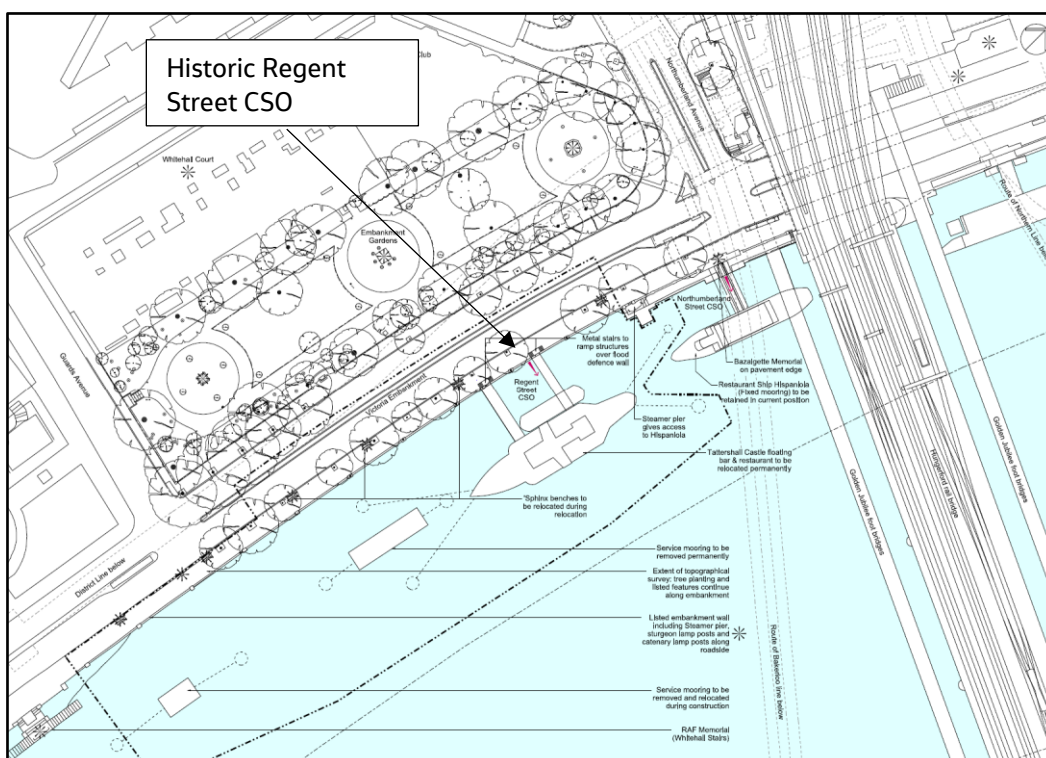 Historic Regent
Street CSO
Club
Northumberland Avenue
Whitehall Court
Embankment
Gardens
Guards Avenue
Victoria Embankment
Metal stairs to
ramp structures
over flood
defence wall
Regent
Street
CSO
Northumberland
Street CSO
Route of Northern Line below
Bazalgette Memorial
on pavement edge
Restaurant Ship Hispaniola
(Fixed mooring) to be
retained in current position
Steamer pier
gives access
to Hispaniola
Tattershall Castle floating
bar & restaurant to be
relocated permanently
Golden Jubilee foot bridges
Hungerford rail bridge
Golden Jubilee foot bridges
'Sphinx benches to
be relocated during
relocation
District Line below
Service mooring to be
removed permanently
Extent of topographical
survey: tree planting and
listed features continue
along embankment
Listed embankment wall
including Steamer pier,
sturgeon lamp posts and
catenary lamp posts along
roadside
Route of Bakerloo line below
Service mooring to be
removed and relocated
during construction
RAF Memorial
(Whitehall Stairs)